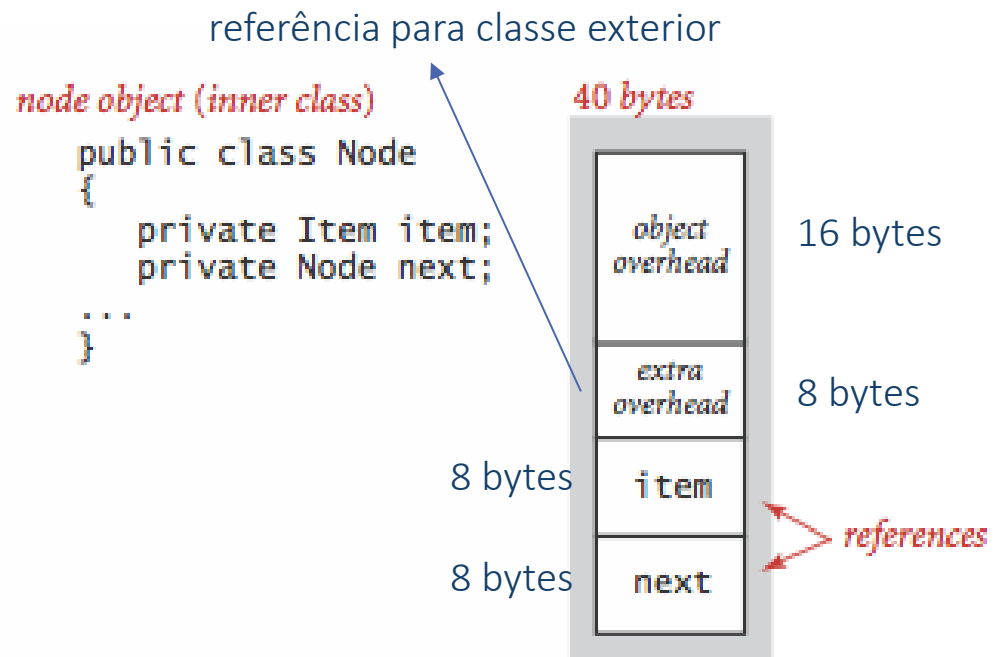 referência para classe exterior
node object (inner class)
public class Node
{
private Item item;
private Node next;
...
}
40 bytes
object
overhead
16 bytes
extra
overhead
8 bytes
8 bytes
item
references
8 bytes
next